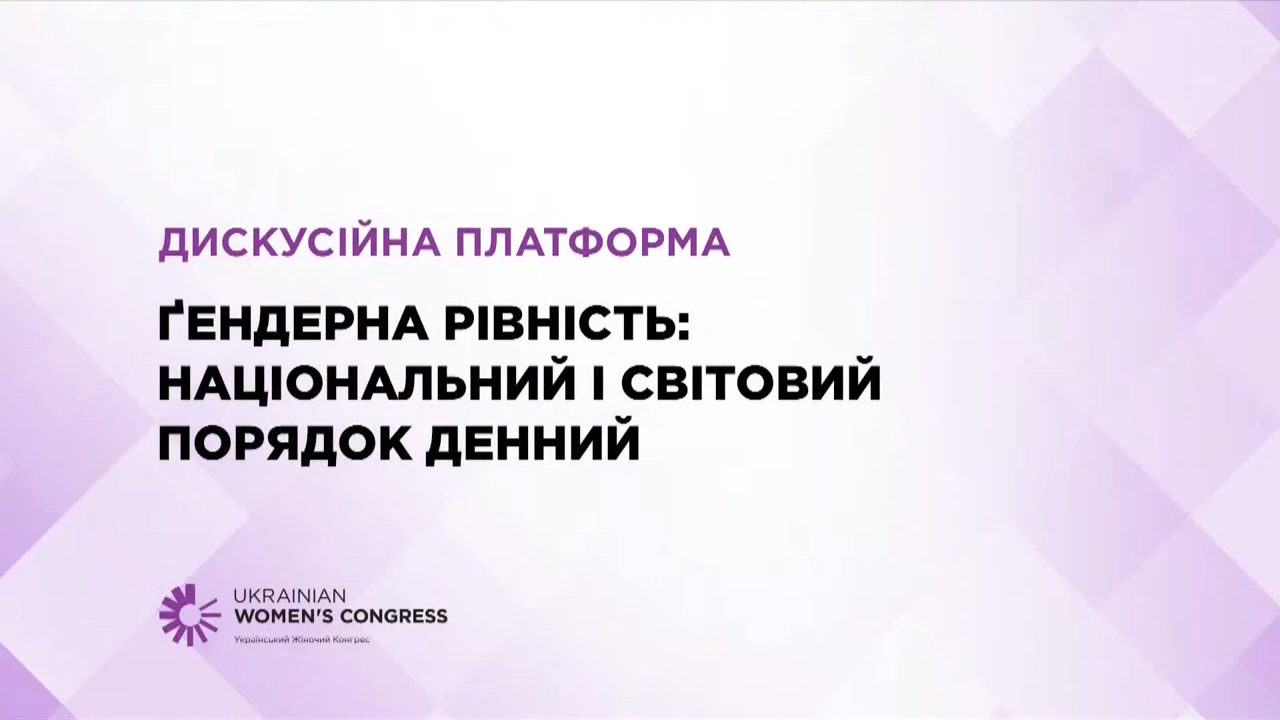 ДИСКУСІЙНА ПЛАТФОРМА
ҐЕНДЕРНА РІВНІСТЬ:
НАЦІОНАЛЬНИЙ І СВІТОВИЙ
ПОРЯДОК ДЕННИЙ
UKRAINIAN
WOMEN'S CONGRESS
Український Жіночий Конгрес